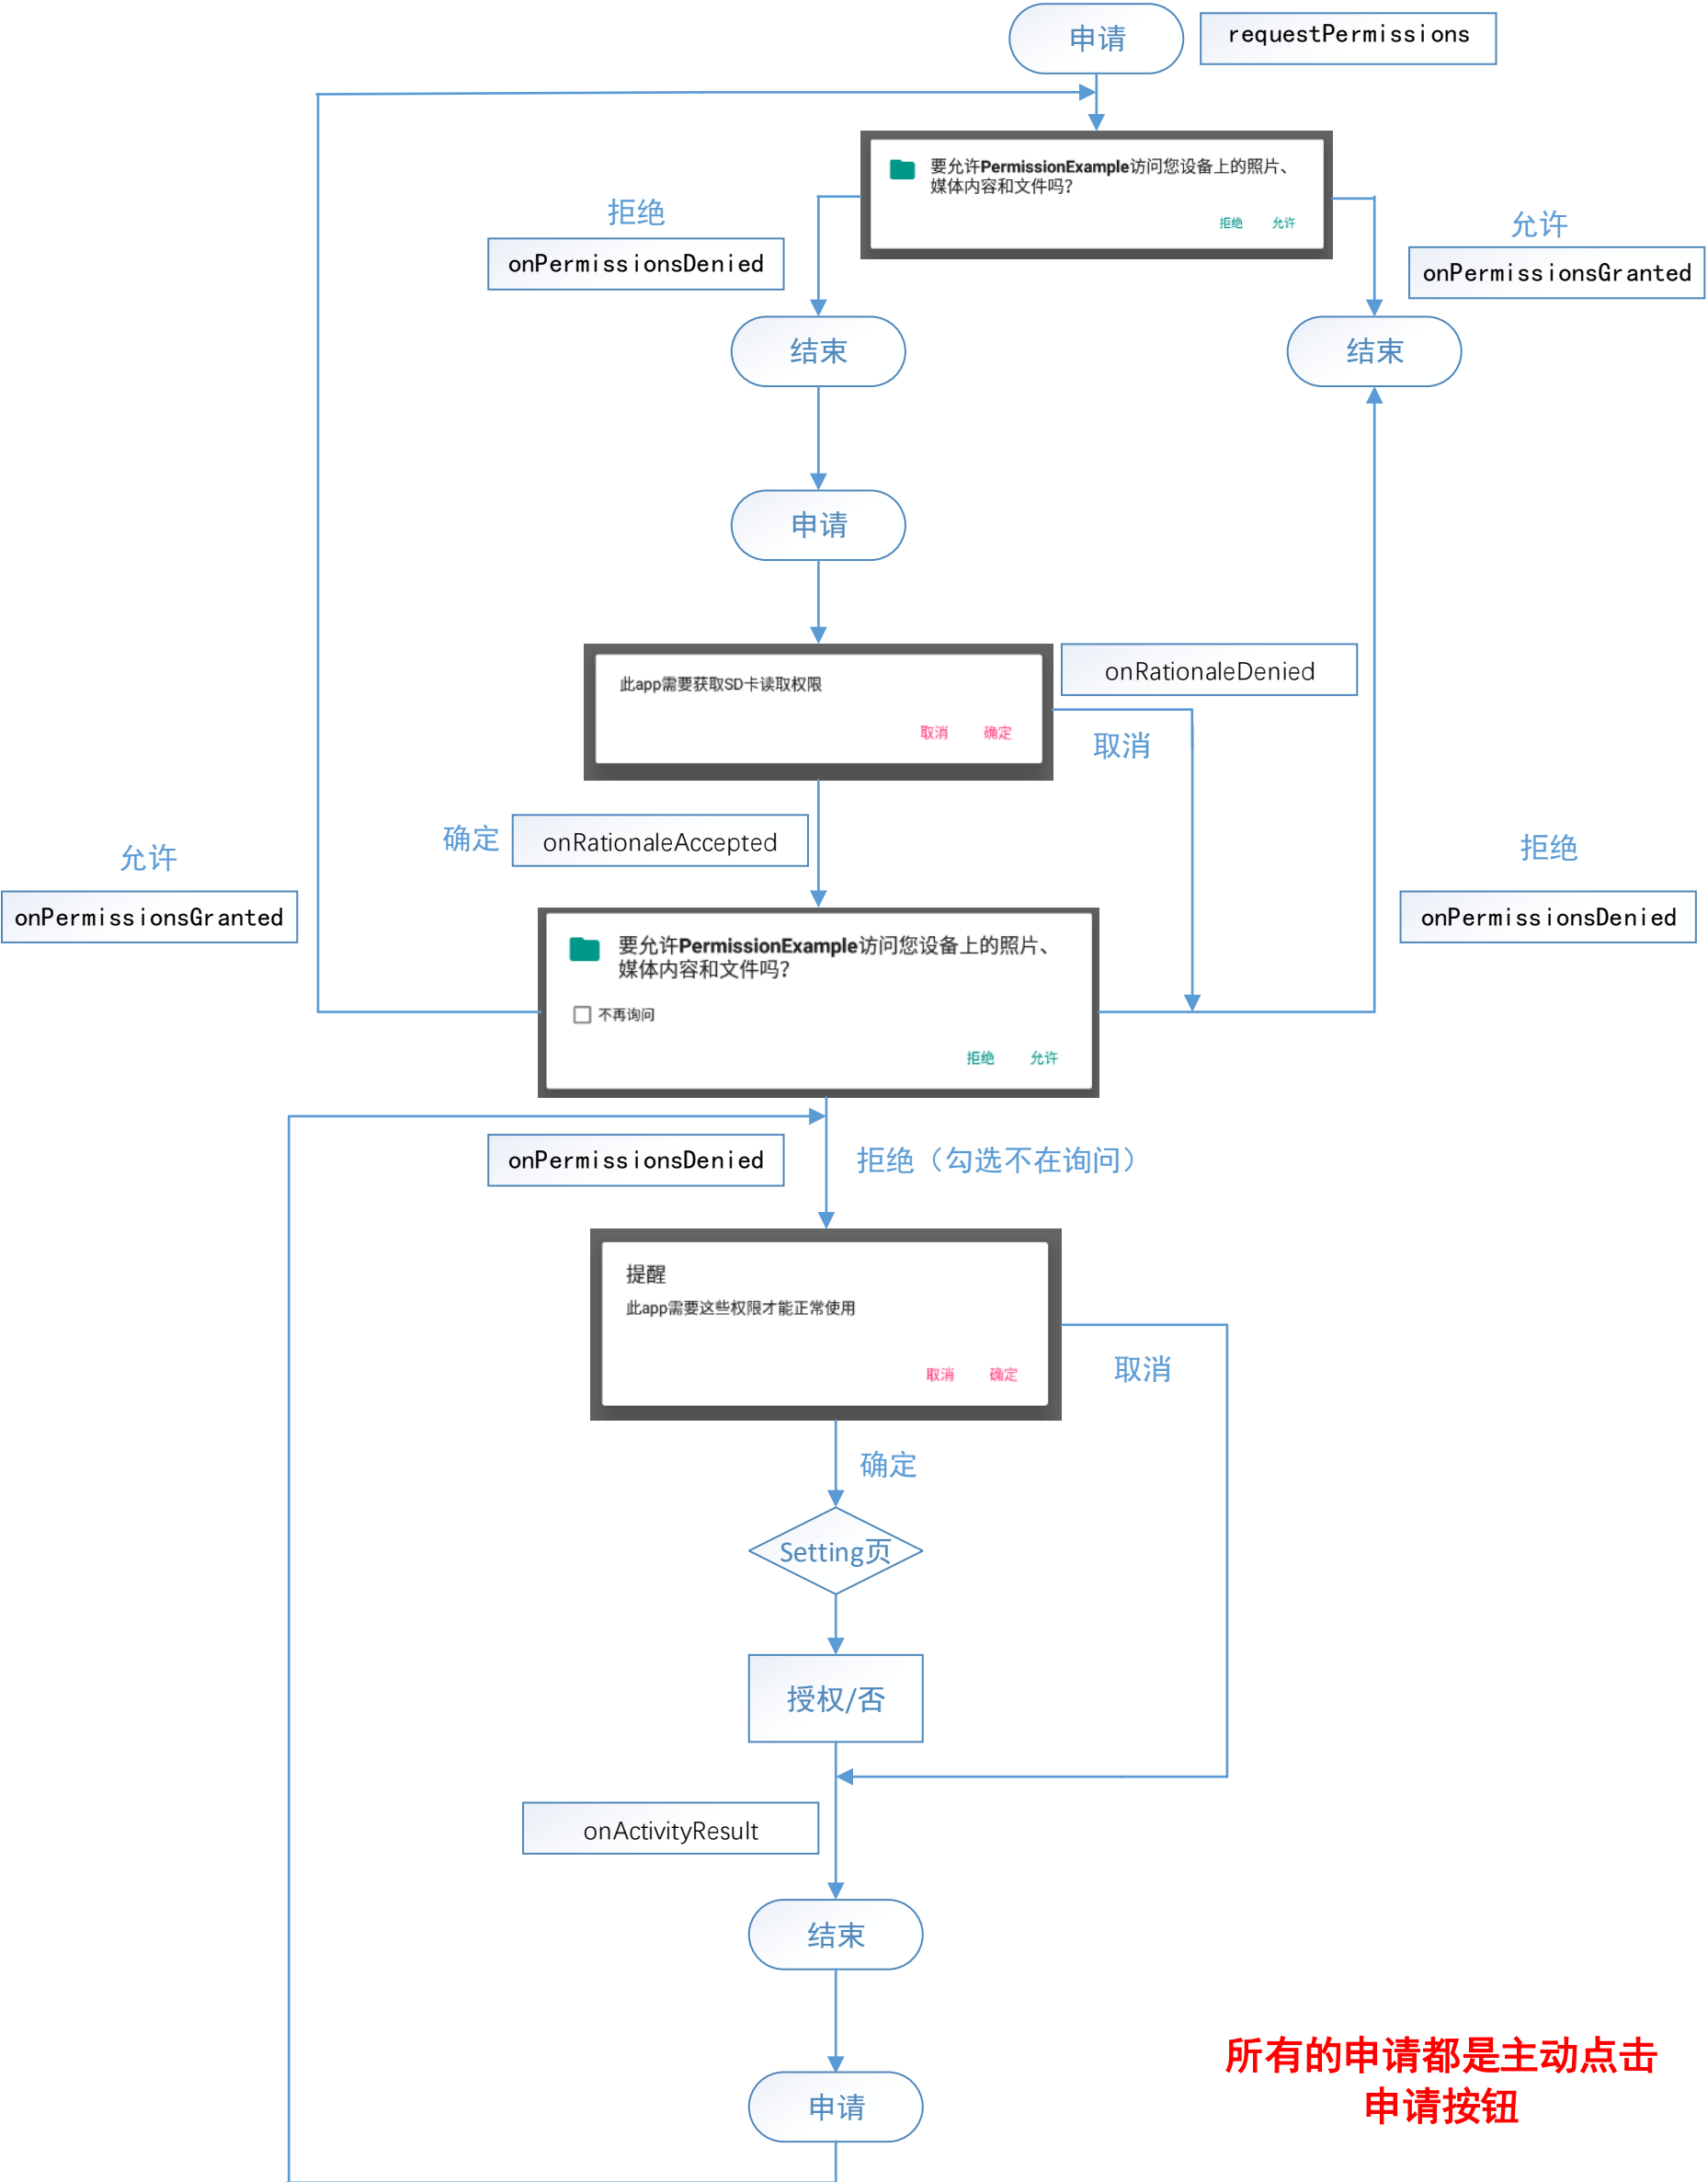 申请
requestPermissions
要允许PermissionExample访问您设备上的照片、
媒体内容和文件吗？
拒绝 允许
拒绝
onPermissionsDenied
允许
onPermissionsGranted
结束
结束
申请
此app需要获取SD卡读取权限
取消 确定
onRationaleDenied
取消
确定
onRationaleAccepted
允许
onPermissionsGranted
拒绝
onPermissionsDenied
要允许PermissionExample访问您设备上的照片、
媒体内容和文件吗？
不再询问
拒绝 允许
onPermissionsDenied
拒绝（勾选不在询问）
提醒
此app需要这些权限才能正常使用
取消 确定
取消
确定
Setting页
授权/否
onActivityResult
结束
申请
所有的申请都是主动点击
申请按钮